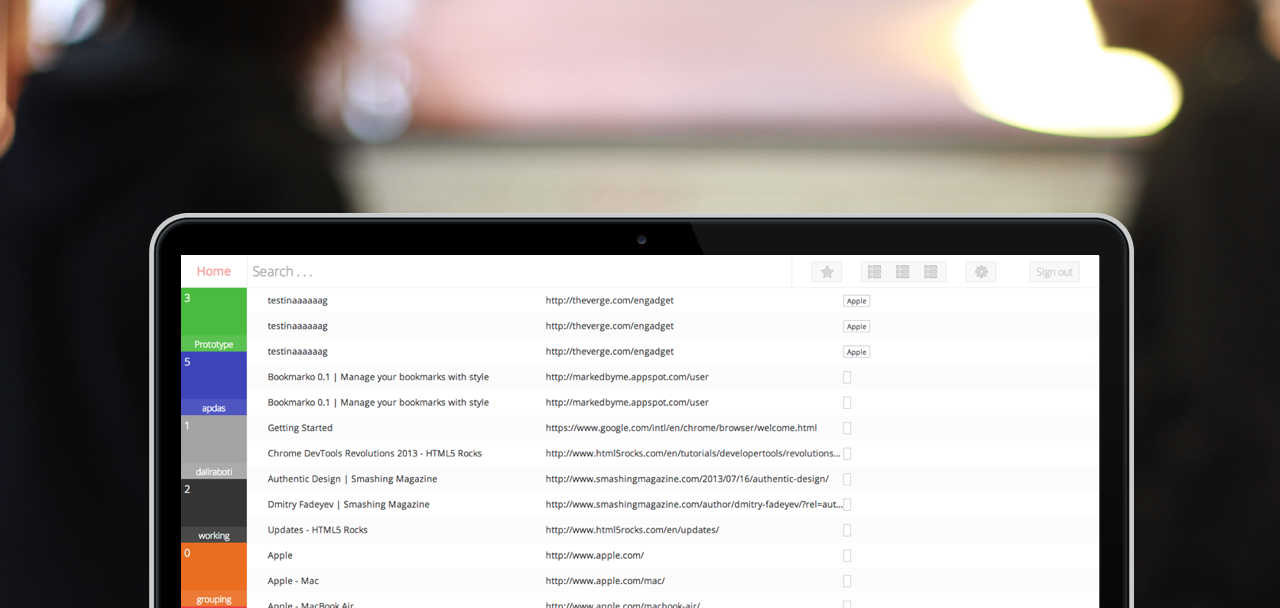 Home Search . . . Sign out
3
Prototype
5
apdas
1
daliraboti
2
working
0
grouping
testinaaaaaag http://theverge.com/engadget Apple
testinaaaaaag http://theverge.com/engadget Apple
testinaaaaaag http://theverge.com/engadget Apple
Bookmarko 0.1 | Manage your bookmarks with style http://markedbyme.appspot.com/user
Bookmarko 0.1 | Manage your bookmarks with style http://markedbyme.appspot.com/user
Getting Started https://www.google.com/intl/en/chrome/browser/welcome.html
Chrome DevTools Revolutions 2013 - HTML5 Rocks http://www.html5rocks.com/en/tutorials/developertools/revolutions...
Authentic Design | Smashing Magazine http://www.smashingmagazine.com/2013/07/16/authentic-design/
Dmitry Fadeyev | Smashing Magazine http://www.smashingmagazine.com/author/dmitry-fadeyev/?rel=aut...
Updates - HTML5 Rocks http://www.html5rocks.com/en/updates/
Apple http://www.apple.com/
Apple - Mac http://www.apple.com/mac/
Apple - MacBook Air http://www.apple.com/macbook-air/